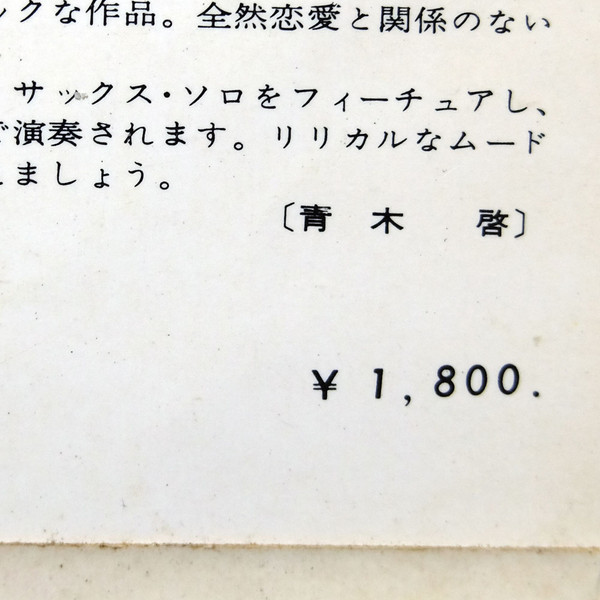 ックな作品。全然恋愛と関係のない
サックス・ソロをフィーチュアし、
で演奏されます。リリカルなムード
ましょう。
〔青木 啓〕
¥ 1,800.